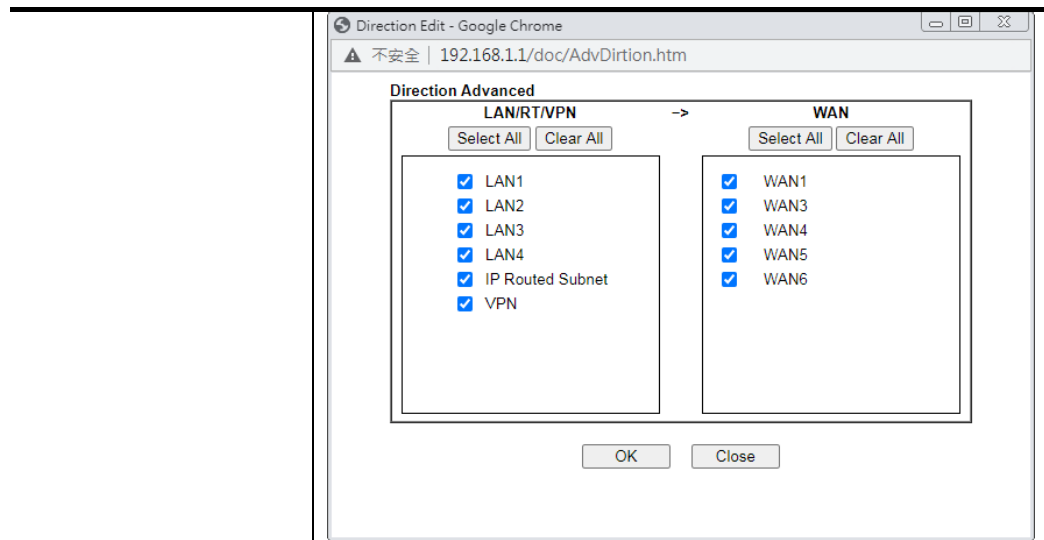 Direction Edit - Google Chrome
不安全 | 192.168.1.1/doc/AdvDirtion.htm
Direction Advanced
LAN/RT/VPN -> WAN
Select All Clear All Select All Clear All
LAN1 WAN1
LAN2 WAN3
LAN3 WAN4
LAN4 WAN5
IP Routed Subnet WAN6
VPN
OK Close